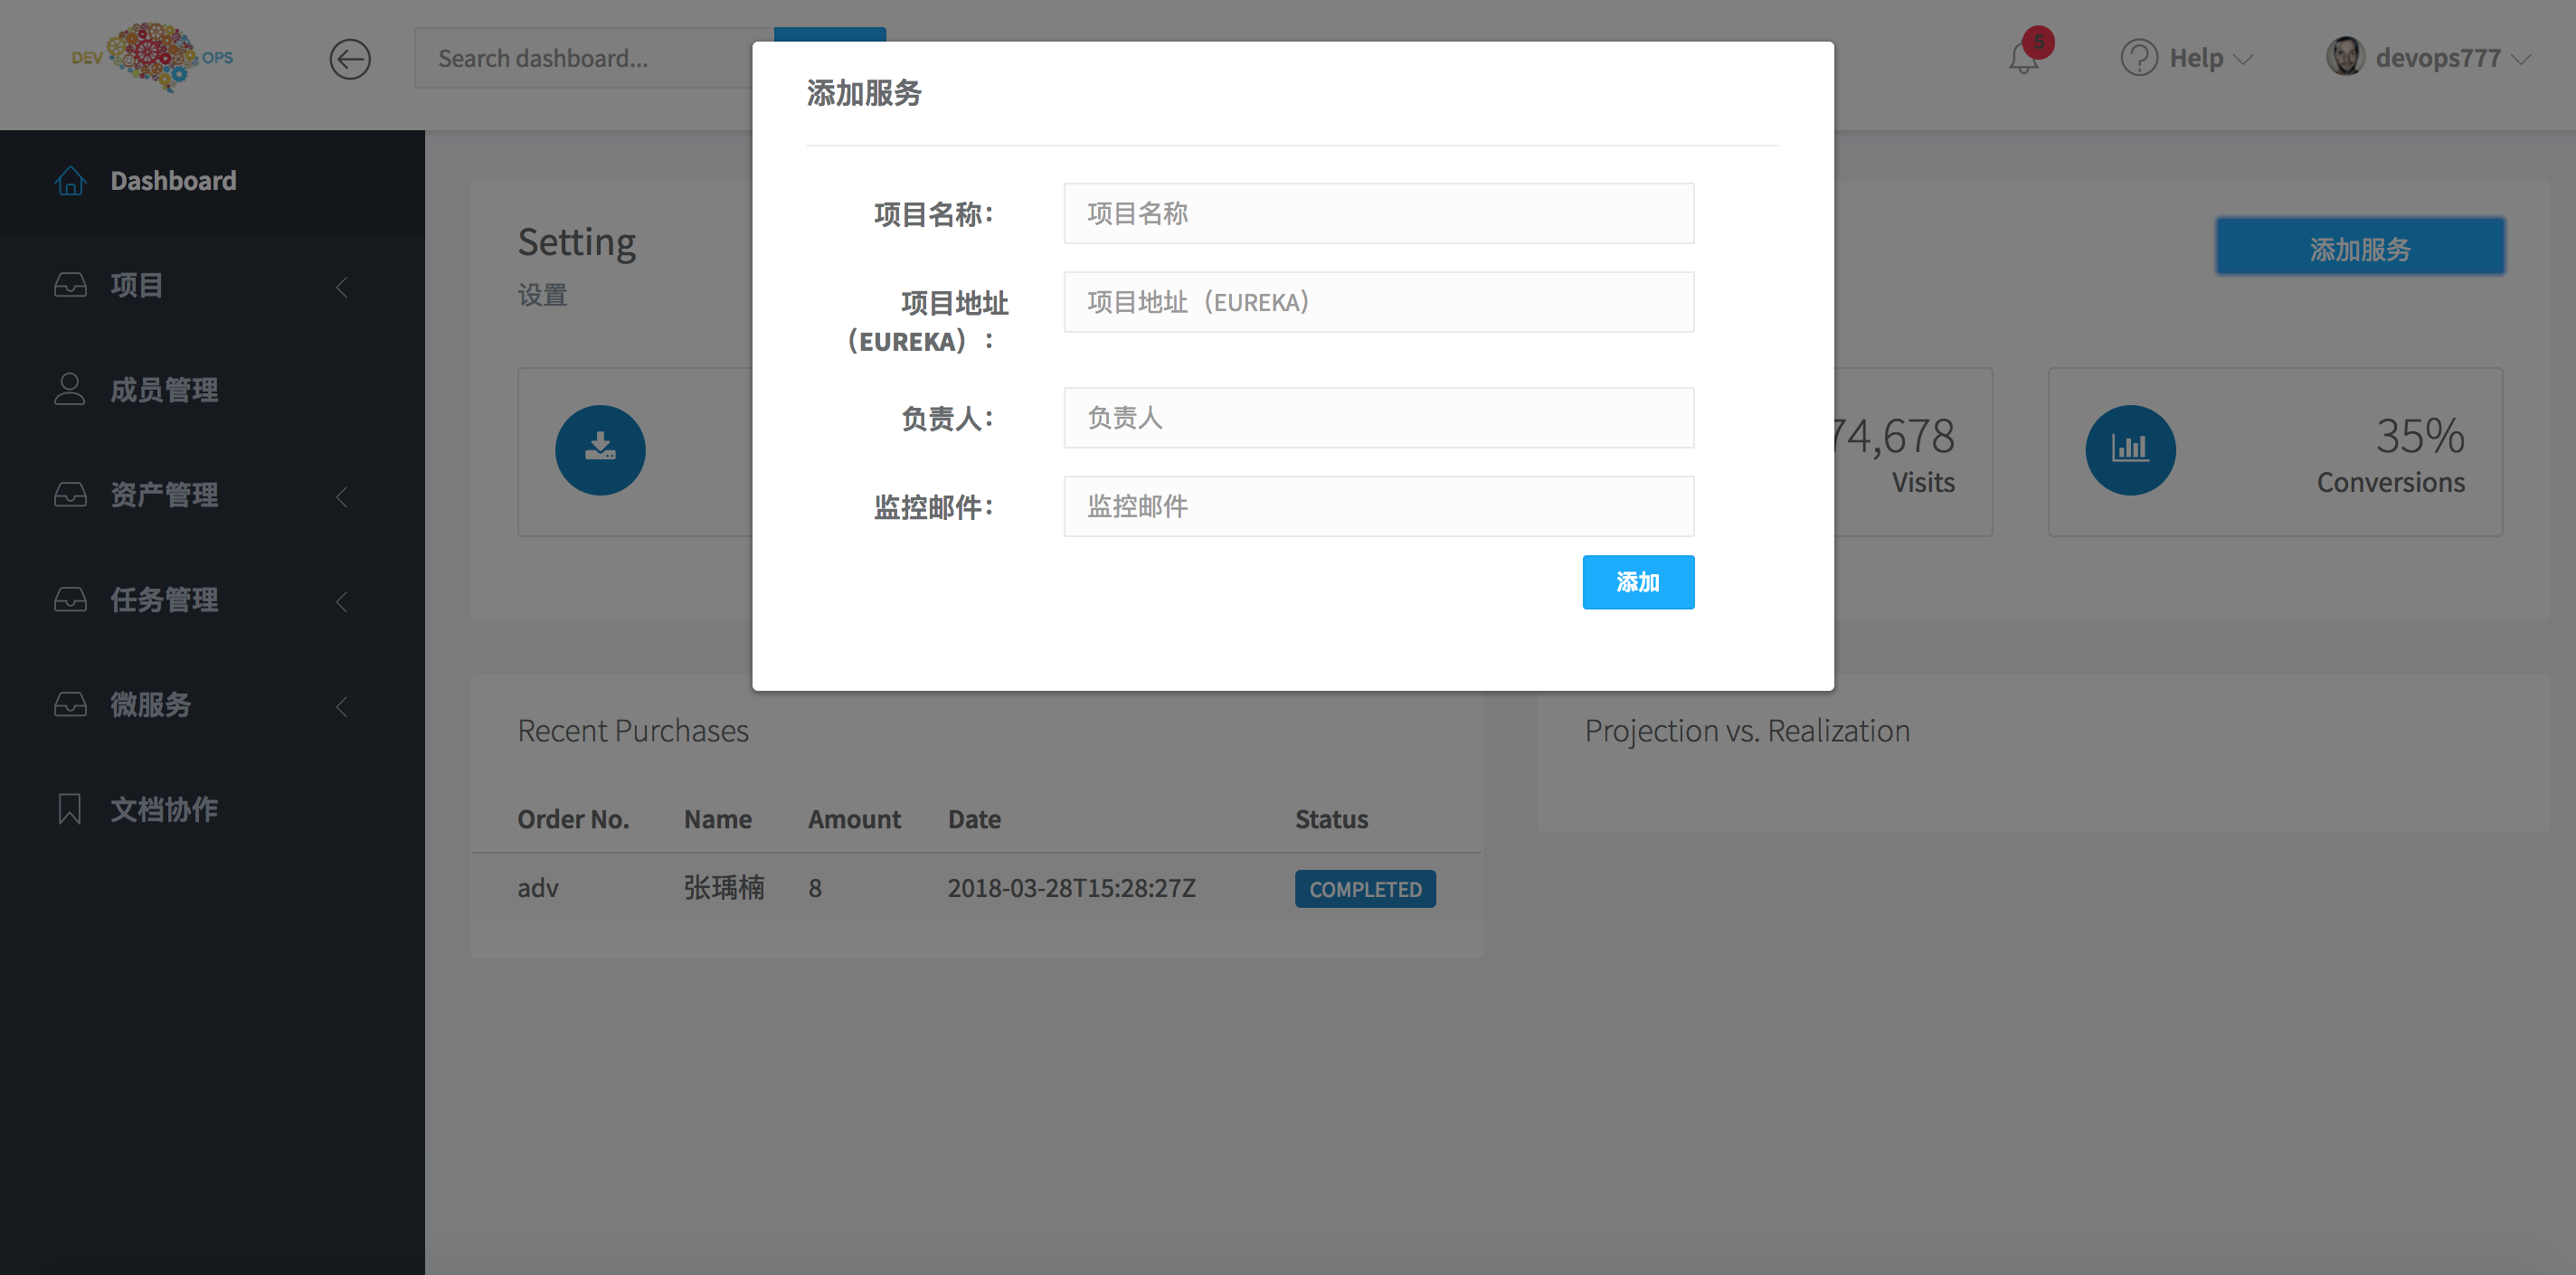 DEV OPS
Search dashboard...
5
Help
devops777
添加服务
项目名称：
项目名称
项目地址
（EUREKA）：
项目地址（EUREKA）
负责人：
负责人
监控邮件：
监控邮件
添加
Dashboard
项目
成员管理
资产管理
任务管理
微服务
文档协作
Setting
设置
添加服务
74,678
Visits
35%
Conversions
Recent Purchases
Order No. Name Amount Date Status
adv 张瑀楠 8 2018-03-28T15:28:27Z COMPLETED
Projection vs. Realization